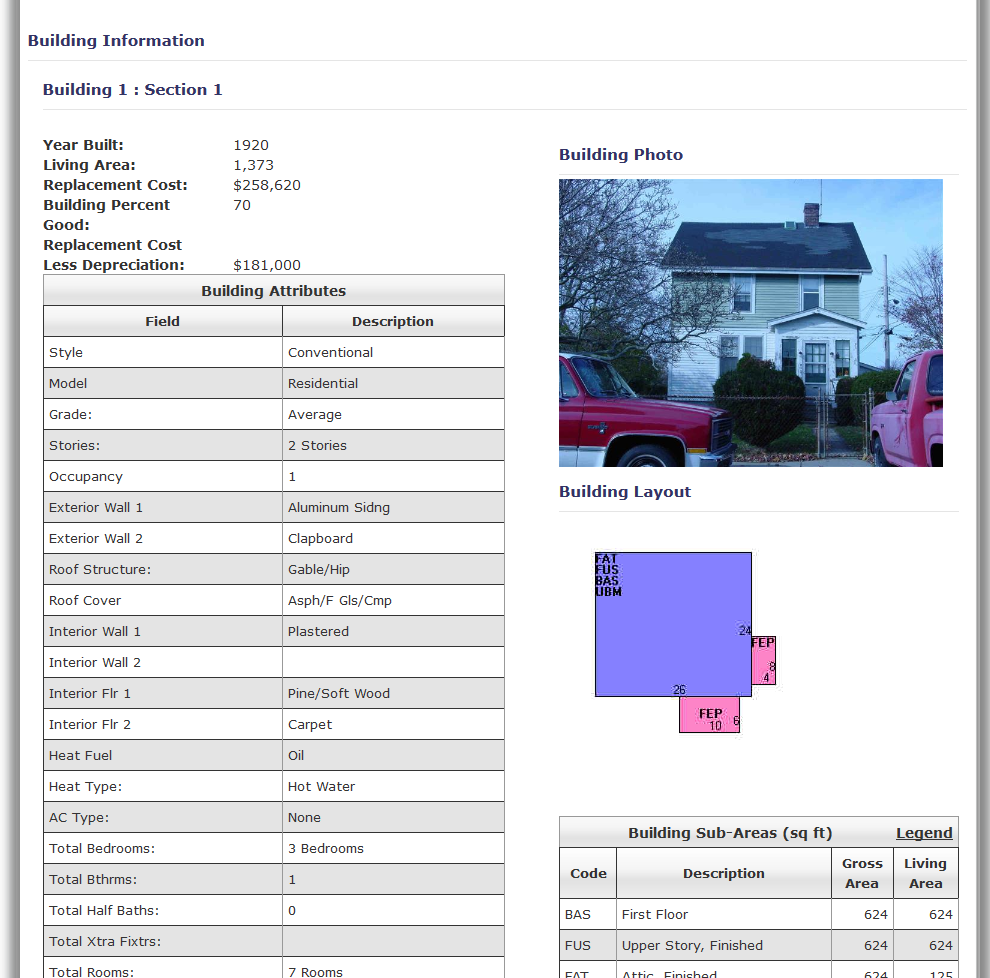 Building Information
Building 1 : Section 1
Year Built: 1920
Living Area: 1,373
Replacement Cost: $258,620
Building Percent 70
Good:
Replacement Cost
Less Depreciation: $181,000
Building Attributes
Field Description
Style Conventional
Model Residential
Grade: Average
Stories: 2 Stories
Occupancy 1
Exterior Wall 1 Aluminum Sidng
Exterior Wall 2 Clapboard
Roof Structure: Gable/Hip
Roof Cover Asph/F Gls/Cmp
Interior Wall 1 Plastered
Interior Wall 2
Interior Flr 1 Pine/Soft Wood
Interior Flr 2 Carpet
Heat Fuel Oil
Heat Type: Hot Water
AC Type: None
Total Bedrooms: 3 Bedrooms
Total Bthrms: 1
Total Half Baths: 0
Total Xtra Fixtrs:
Total Rooms: 7 Rooms
Building Photo
Building Layout
FAT
FUS
BAS
UBM
24
FEP
8
4
26
FEP
10 6
Building Sub-Areas (sq ft) Legend
Code Description Gross Area Living Area
BAS First Floor 624 624
FUS Upper Story, Finished 624 624
FAT Attic, Finished 624 125